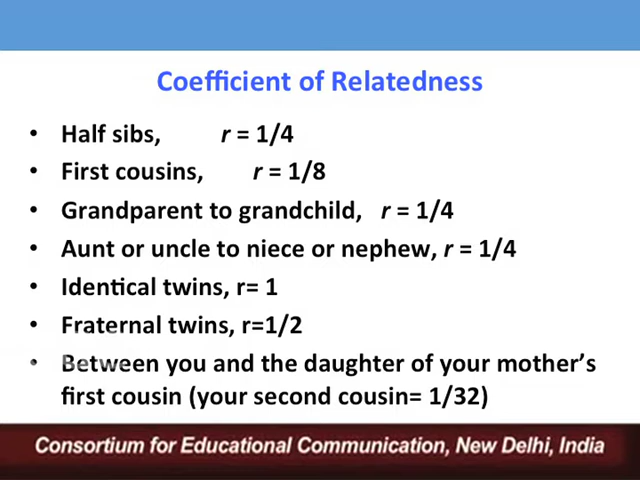 Coefficient of Relatedness
• Half sibs, r = 1/4
• First cousins, r = 1/8
• Grandparent to grandchild, r = 1/4
• Aunt or uncle to niece or nephew, r = 1/4
• Identical twins, r= 1
• Fraternal twins, r=1/2
• Between you and the daughter of your mother's
first cousin (your second cousin= 1/32)
Consortium for Educational Communication, New Delhi, India